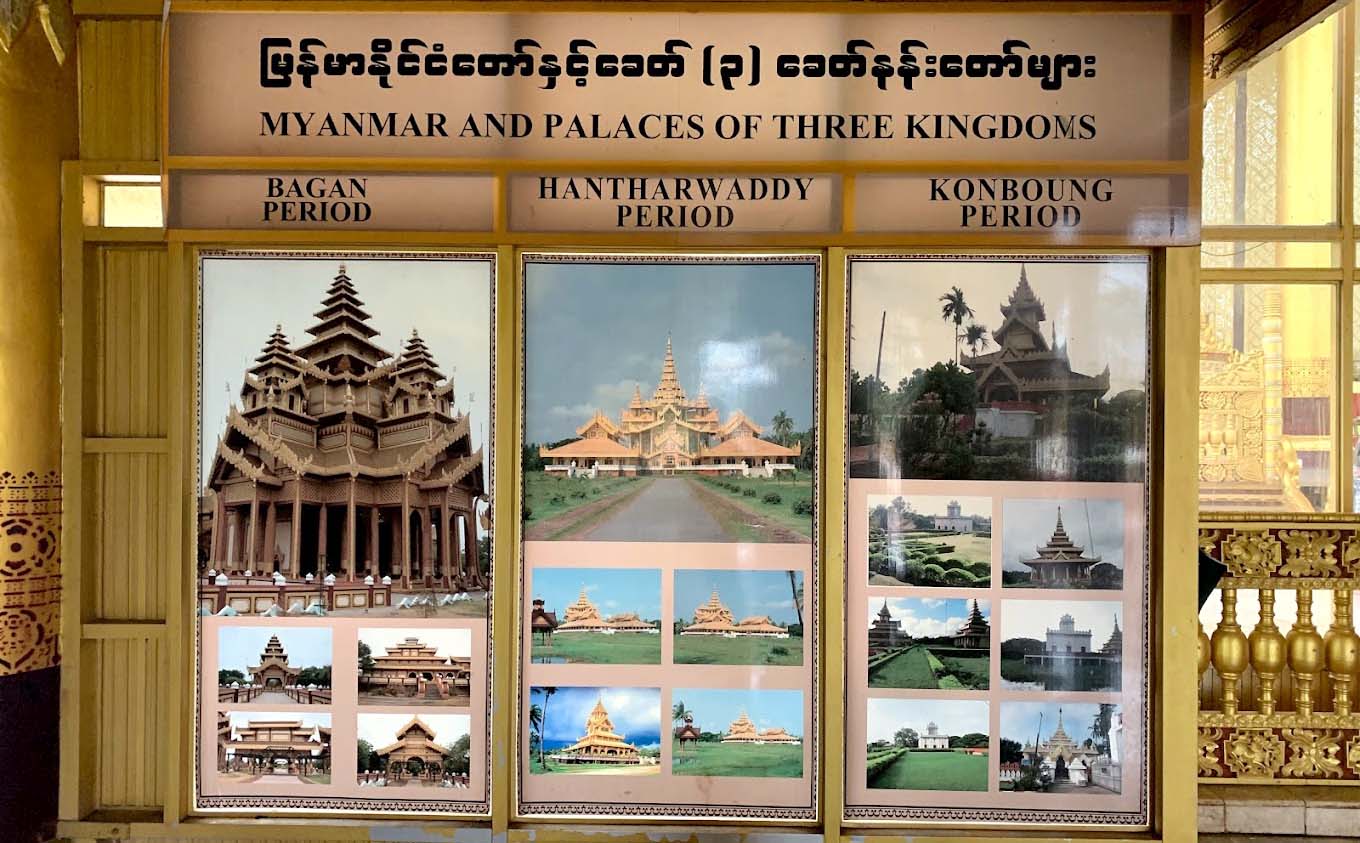 မြန်မာနိုင်ငံတော်နှင့်ခေတ် (၃) ခေတ်နန်းတော်များ
MYANMAR AND PALACES OF THREE KINGDOMS
BAGAN
PERIOD
HANTHARWADDY
PERIOD
KONBOUNG
PERIOD